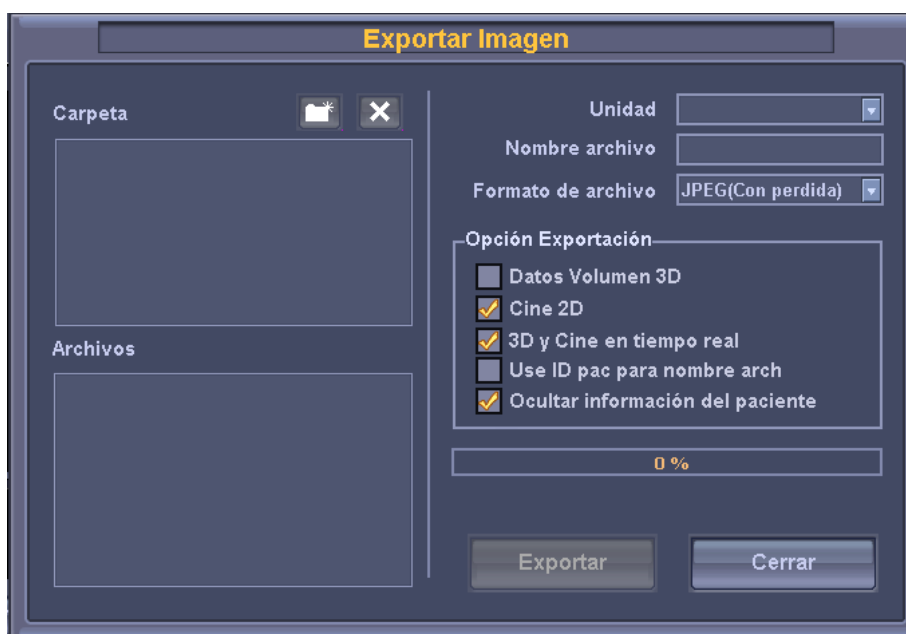 Exportar Imagen
Carpeta
Unidad
Nombre archivo
Formato de archivo JPEG(Con perdida)
Opción Exportación
Datos Volumen 3D
Cine 2D
3D y Cine en tiempo real
Use ID pac para nombre arch
Ocultar información del paciente
Archivos
0 %
Exportar
Cerrar